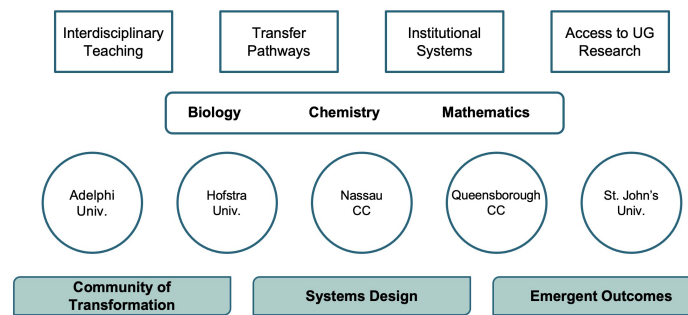 Interdisciplinary
Teaching
Transfer
Pathways
Institutional
Systems
Access to UG
Research
Biology
Chemistry
Mathematics
Adelphi
Univ.
Hofstra
Univ.
Nassau
CC
Queensborough
CC
St. John's
Univ.
Community of
Transformation
Systems Design
Emergent Outcomes